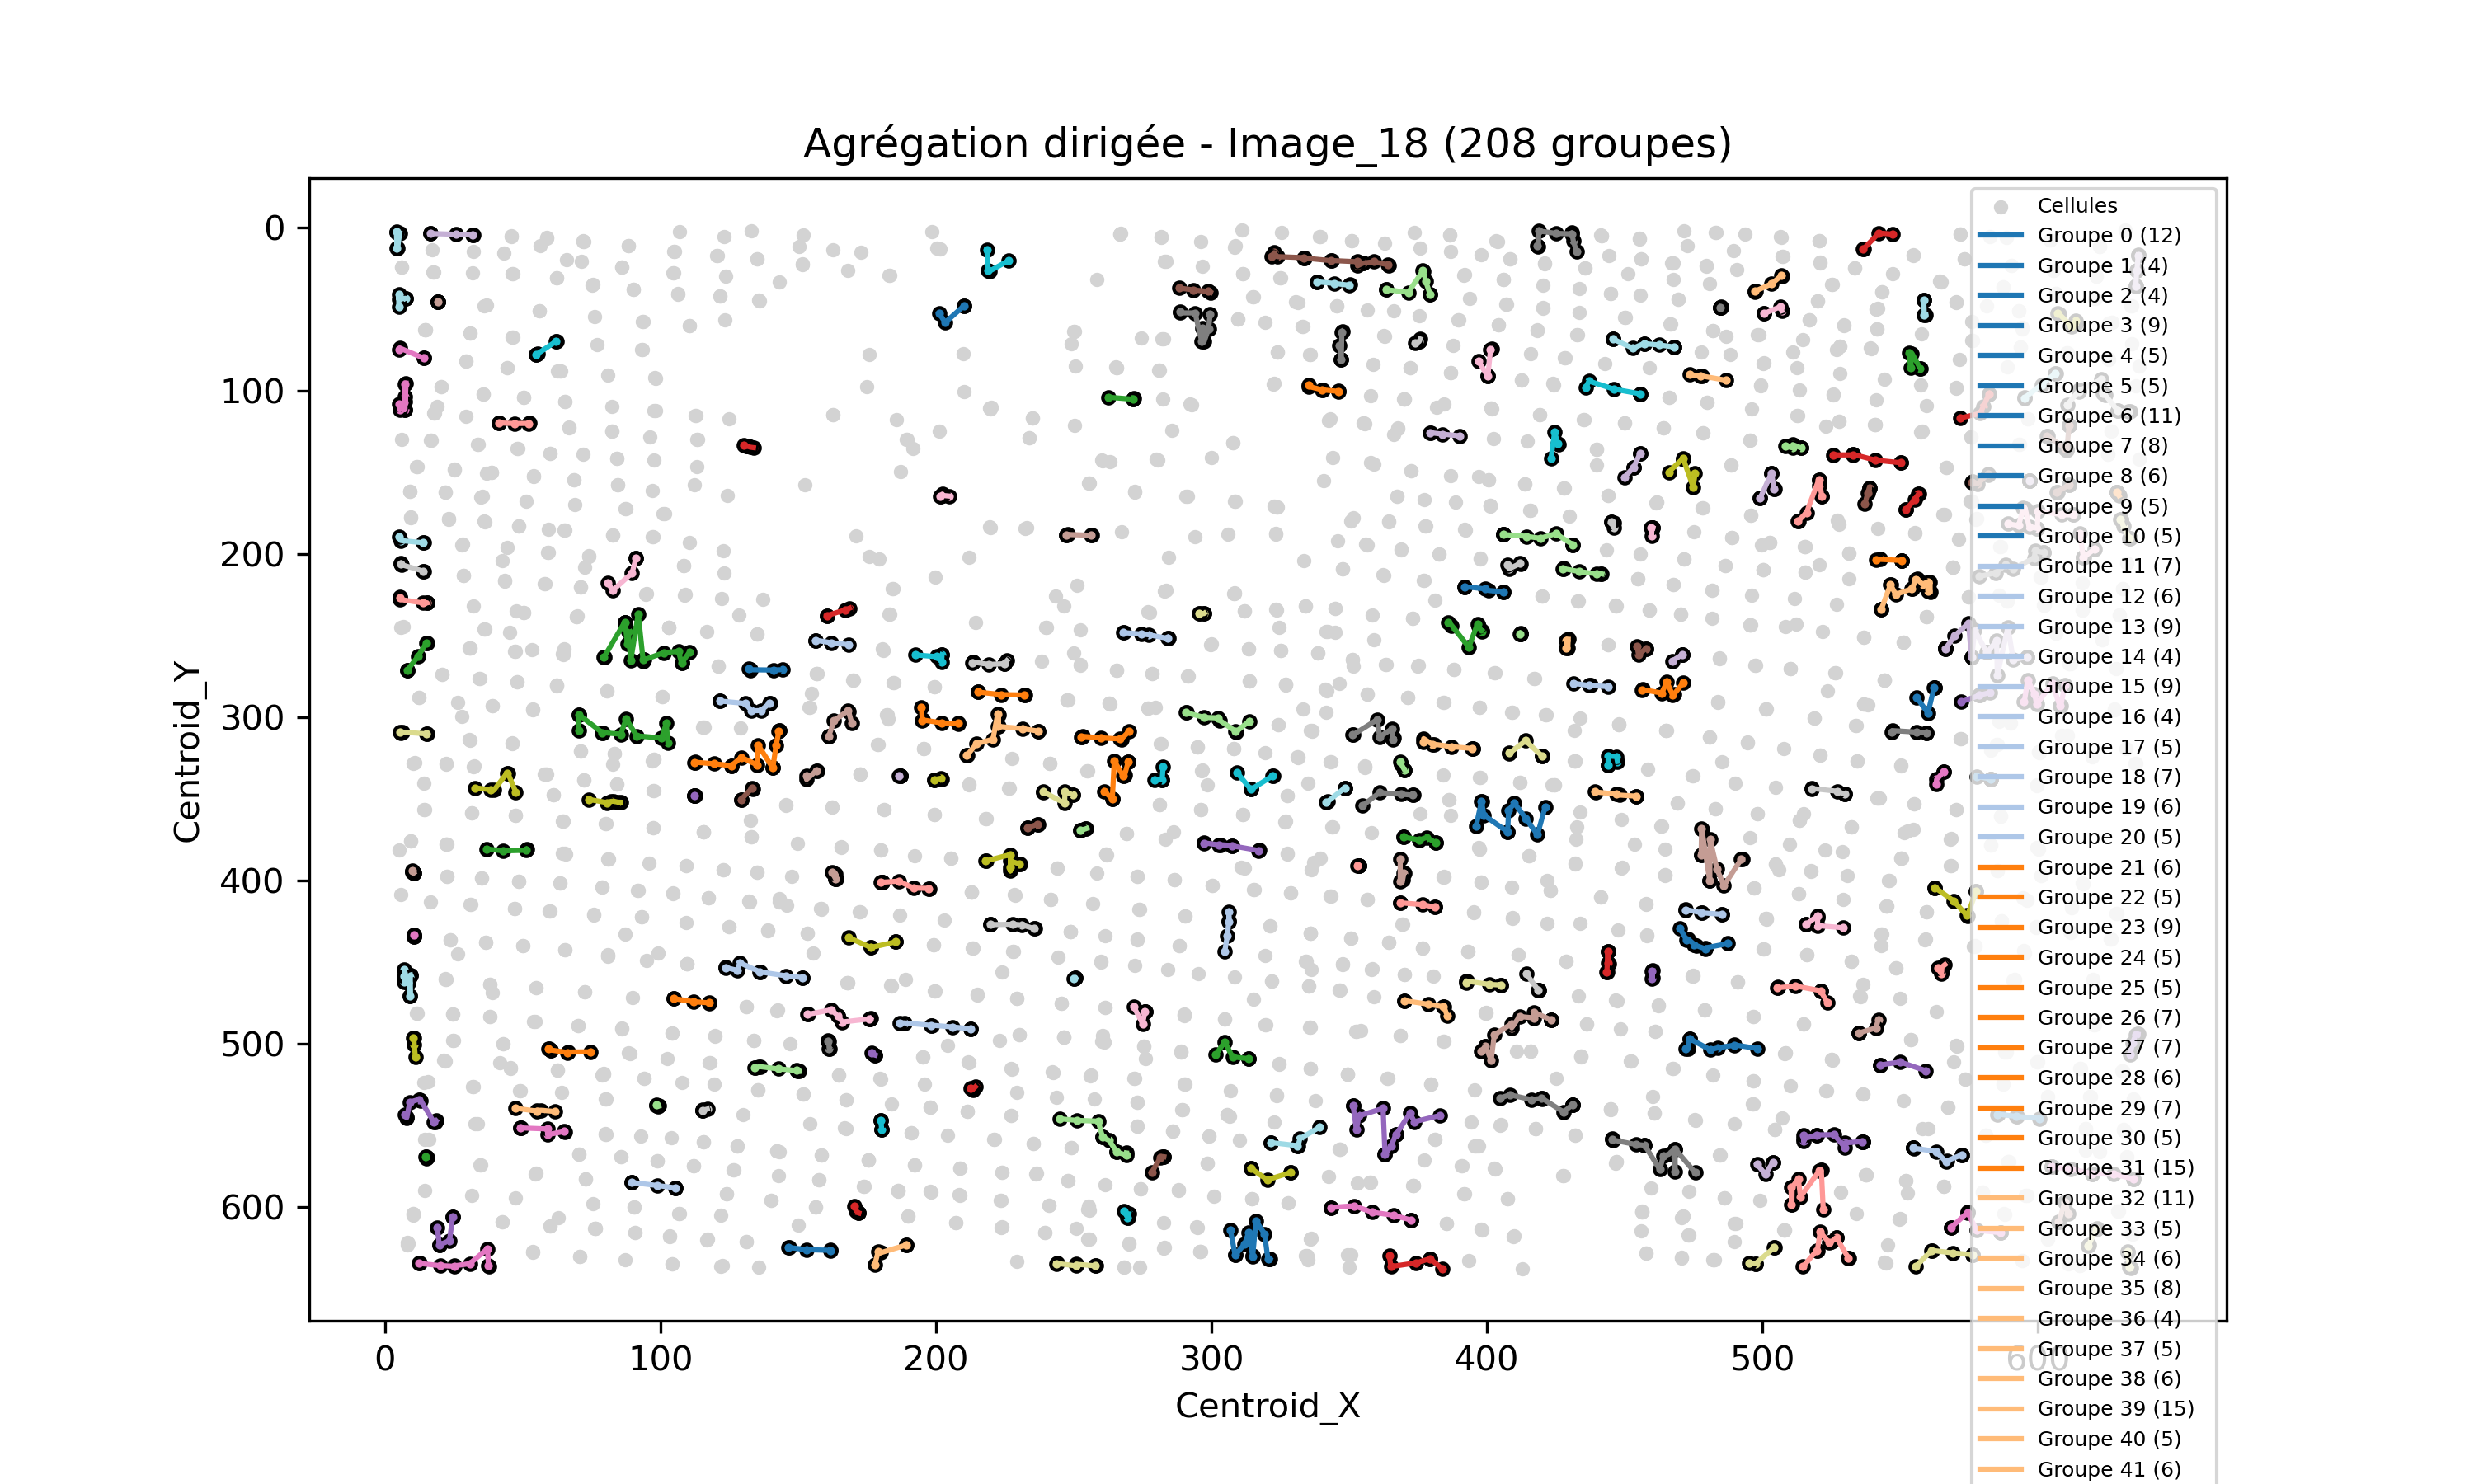 Agrégation dirigée - Image_18 (208 groupes)
Centroid_Y
0
100
200
300
400
500
600
0
100
200
300
400
500
600
Centroid_X
Cellules
Groupe 0 (12)
Groupe 1 (4)
Groupe 2 (4)
Groupe 3 (9)
Groupe 4 (5)
Groupe 5 (5)
Groupe 6 (11)
Groupe 7 (8)
Groupe 8 (6)
Groupe 9 (5)
Groupe 10 (5)
Groupe 11 (7)
Groupe 12 (6)
Groupe 13 (9)
Groupe 14 (4)
Groupe 15 (9)
Groupe 16 (4)
Groupe 17 (5)
Groupe 18 (7)
Groupe 19 (6)
Groupe 20 (5)
Groupe 21 (6)
Groupe 22 (5)
Groupe 23 (9)
Groupe 24 (5)
Groupe 25 (5)
Groupe 26 (7)
Groupe 27 (7)
Groupe 28 (6)
Groupe 29 (7)
Groupe 30 (5)
Groupe 31 (15)
Groupe 32 (11)
Groupe 33 (5)
Groupe 34 (6)
Groupe 35 (8)
Groupe 36 (4)
Groupe 37 (5)
Groupe 38 (6)
Groupe 39 (15)
Groupe 40 (5)
Groupe 41 (6)